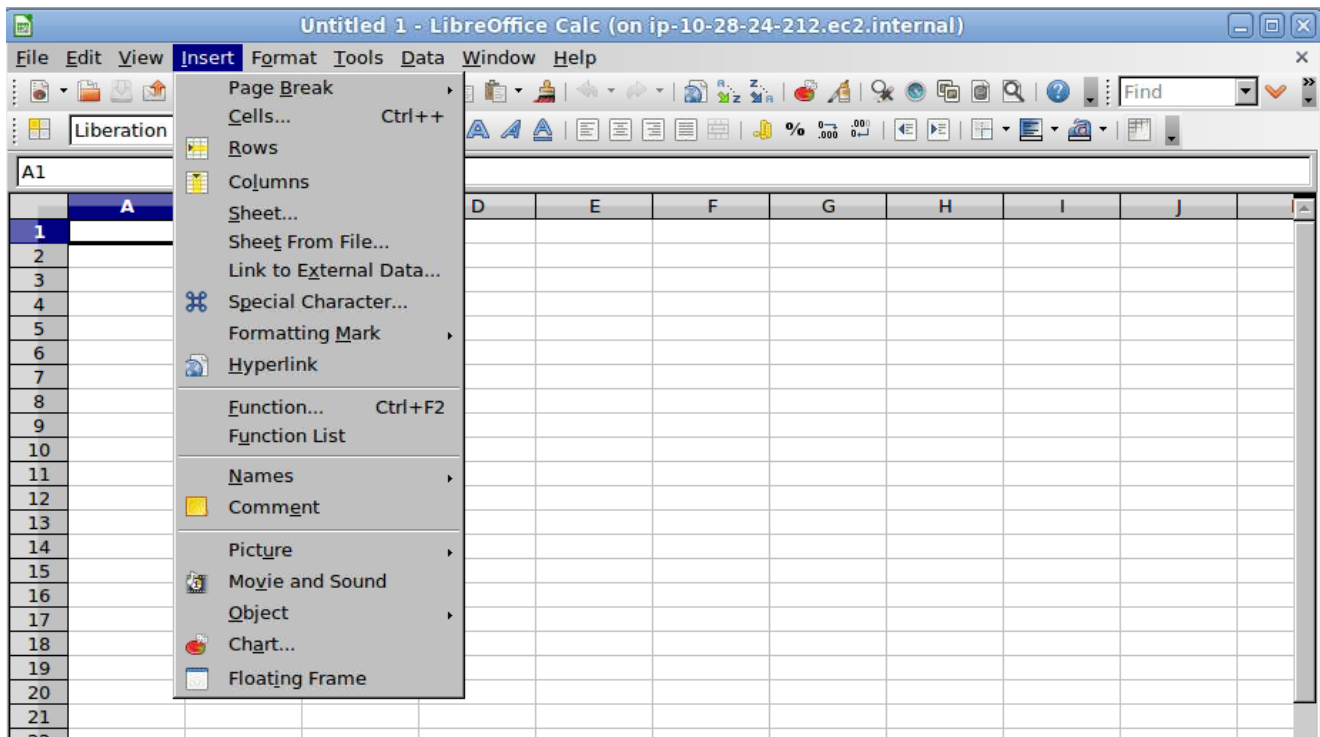 Untitled 1 - LibreOffice Calc (on ip-10-28-24-212.ec2.internal)
File Edit View Insert Format Tools Data Window Help
Find
Liberation
A1
A D E F G H I J
Page Break
Cells... Ctrl++
Rows
Columns
Sheet...
Sheet From File...
Link to External Data...
Special Character...
Formatting Mark
Hyperlink
Function... Ctrl+F2
Function List
Names
Comment
Picture
Movie and Sound
Object
Chart...
Floating Frame
1
2
3
4
5
6
7
8
9
10
11
12
13
14
15
16
17
18
19
20
21